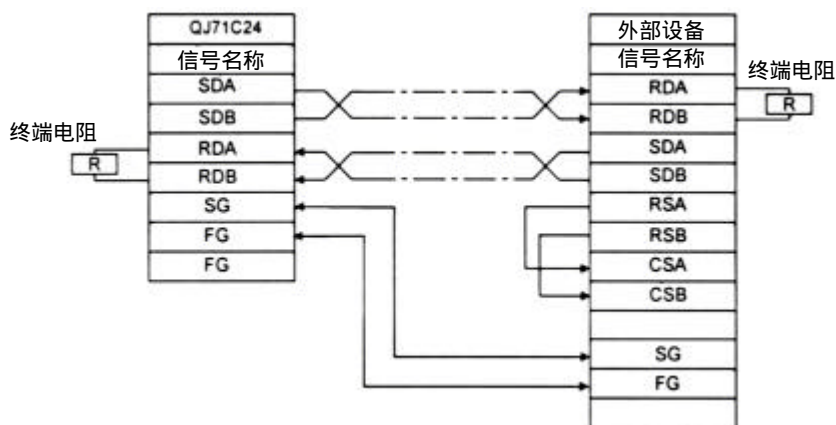 QJ71C24
信号名称
SDA
SDB
RDA
RDB
SG
FG
FG
终端电阻
R
外部设备
信号名称
RDA
RDB
SDA
SDB
RSA
RSB
CSA
CSB
SG
FG
终端电阻
R